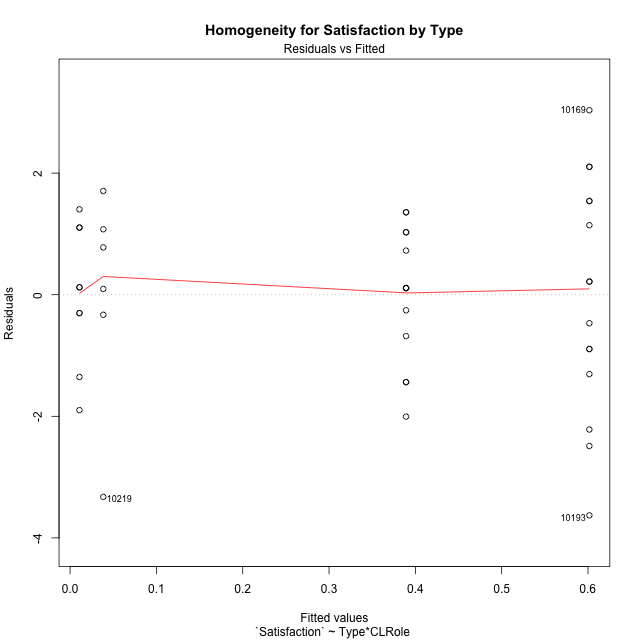 Homogeneity for Satisfaction by Type
Residuals vs Fitted
10169
2
0
Residuals
-2
10219
10193
-4
0.0 0.1 0.2 0.3 0.4 0.5 0.6
Fitted values
`Satisfaction` ~ Type*CLRole